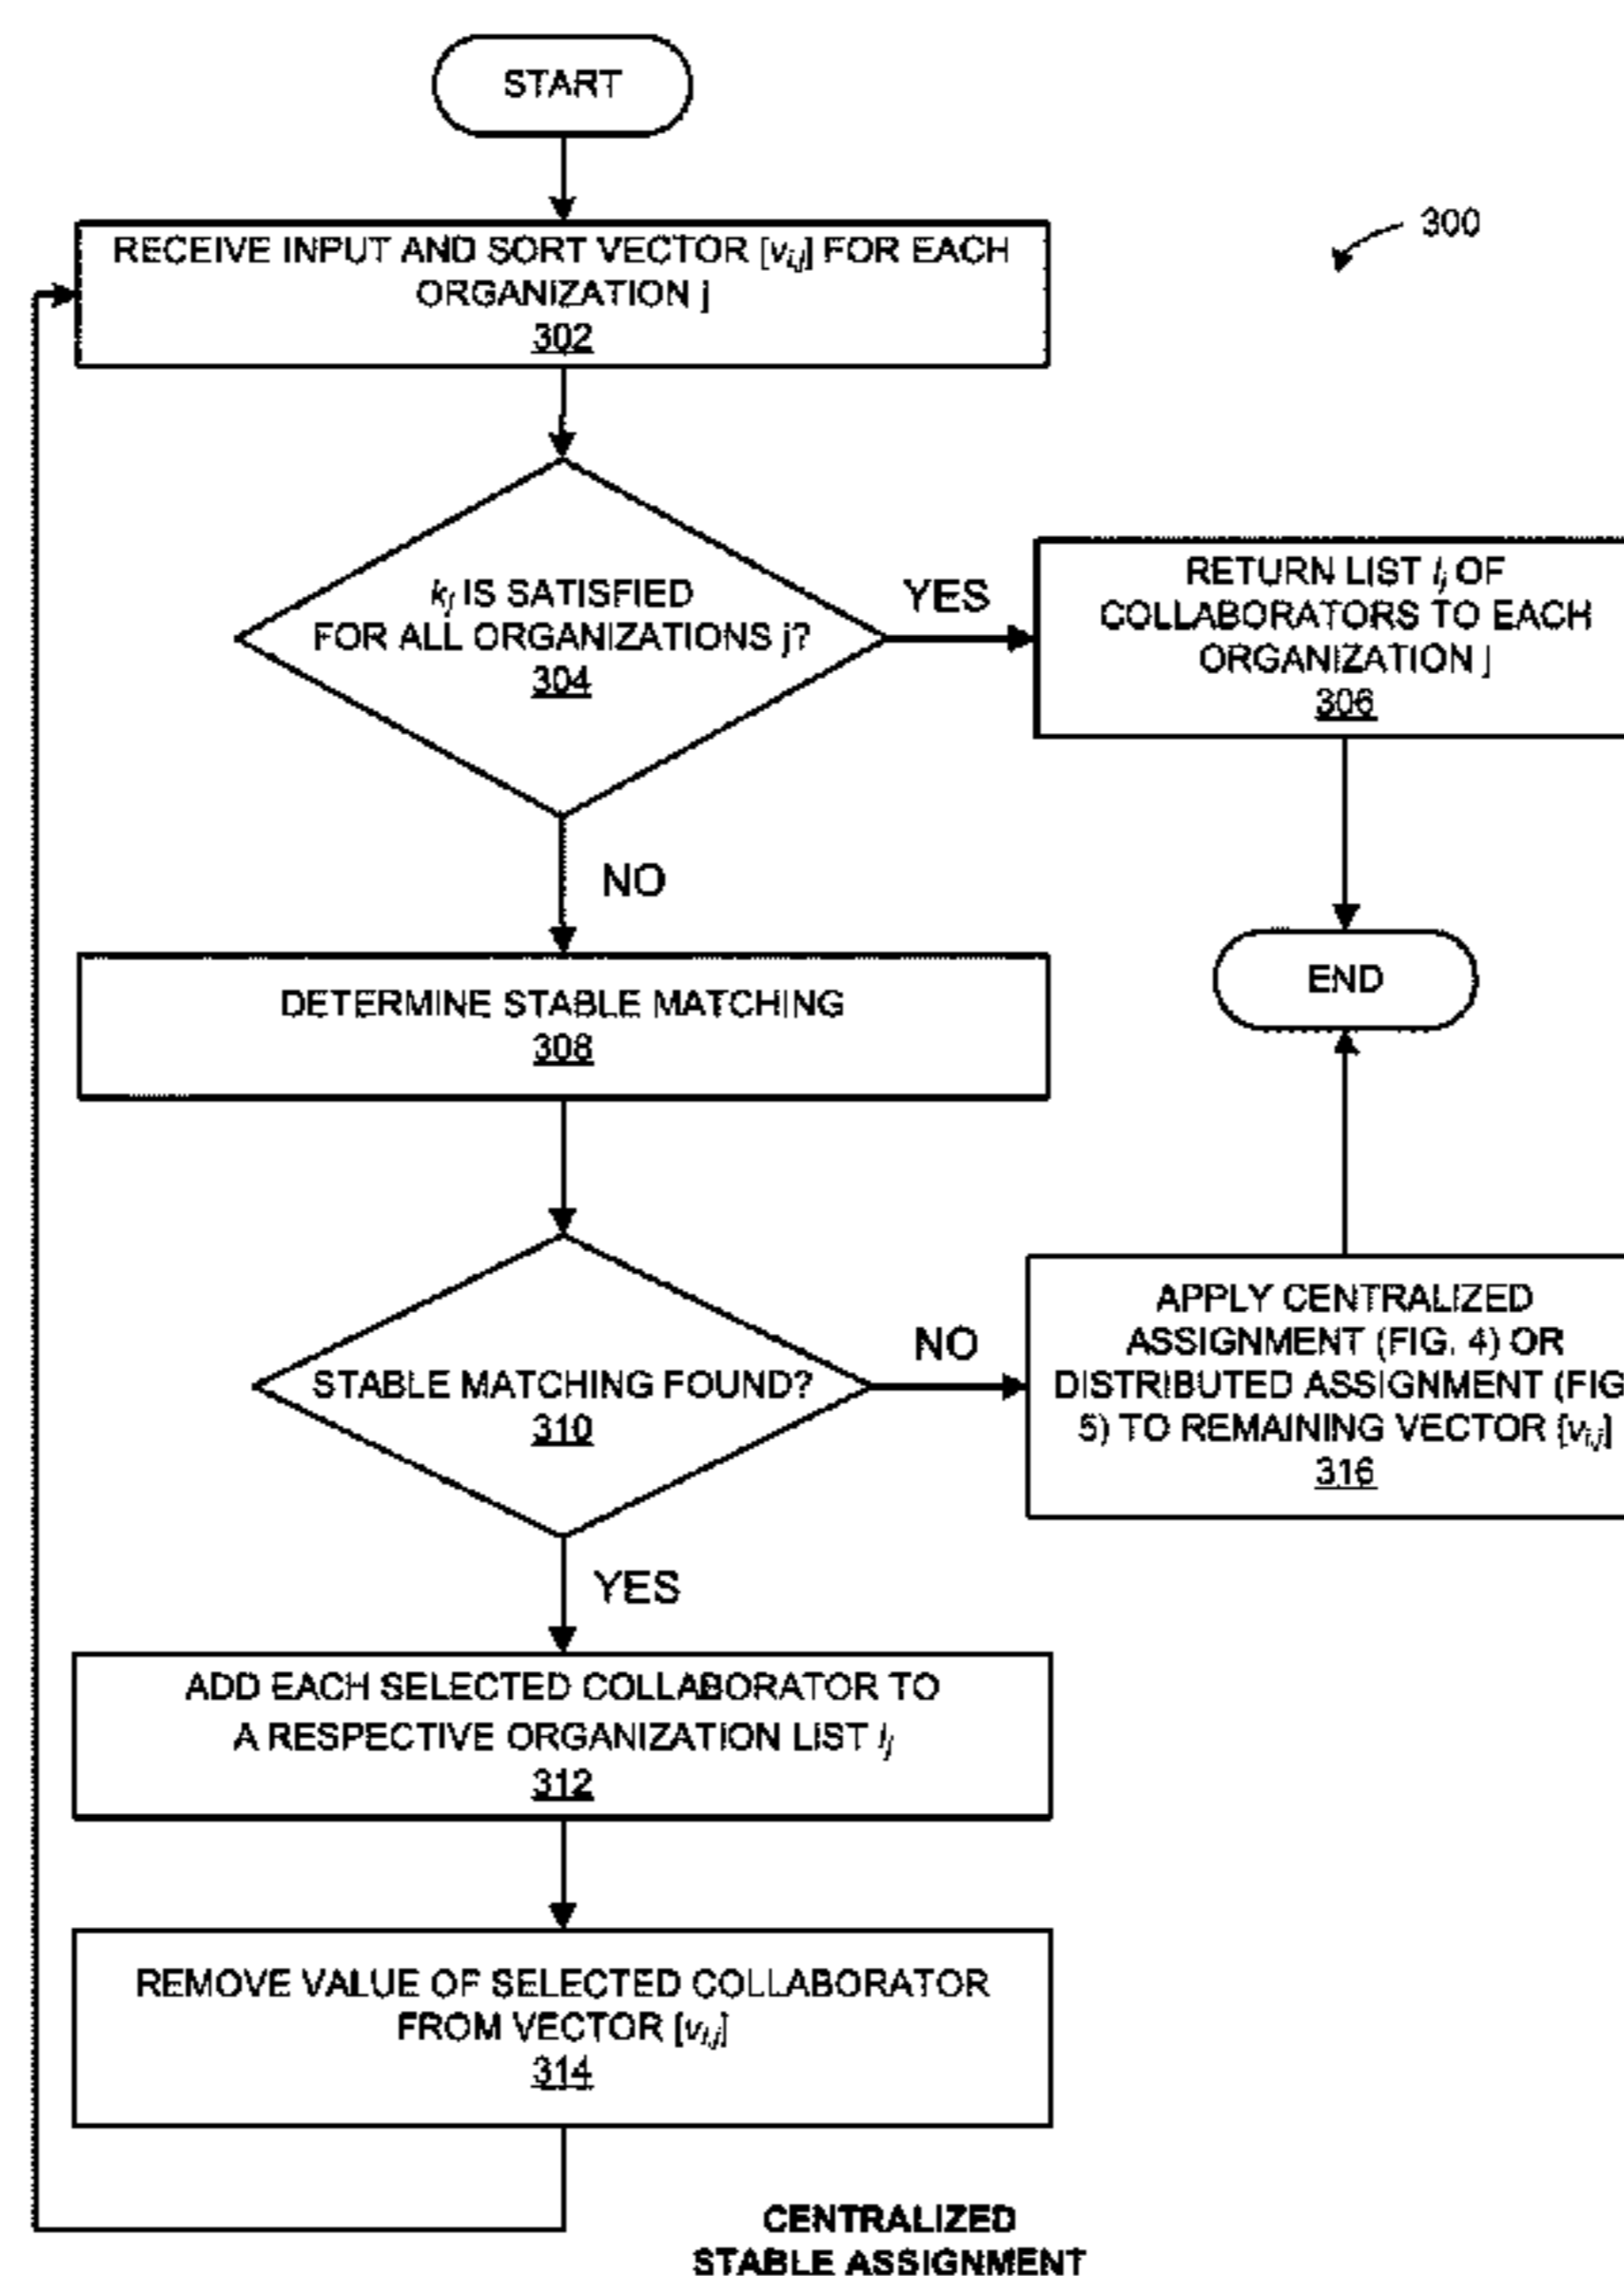 START
300
RECEIVE INPUT AND SORT VECTOR [vi,j] FOR EACH
ORGANIZATION j
302
kj IS SATISFIED
FOR ALL ORGANIZATIONS j?
304
YES
RETURN LIST lj OF
COLLABORATORS TO EACH
ORGANIZATION j
306
NO
END
DETERMINE STABLE MATCHING
308
STABLE MATCHING FOUND?
310
NO
APPLY CENTRALIZED
ASSIGNMENT (FIG. 4) OR
DISTRIBUTED ASSIGNMENT (FIG
5) TO REMAINING VECTOR [vi,j]
316
YES
ADD EACH SELECTED COLLABORATOR TO
A RESPECTIVE ORGANIZATION LIST lj
312
REMOVE VALUE OF SELECTED COLLABORATOR
FROM VECTOR [vi,j]
314
CENTRALIZED
STABLE ASSIGNMENT